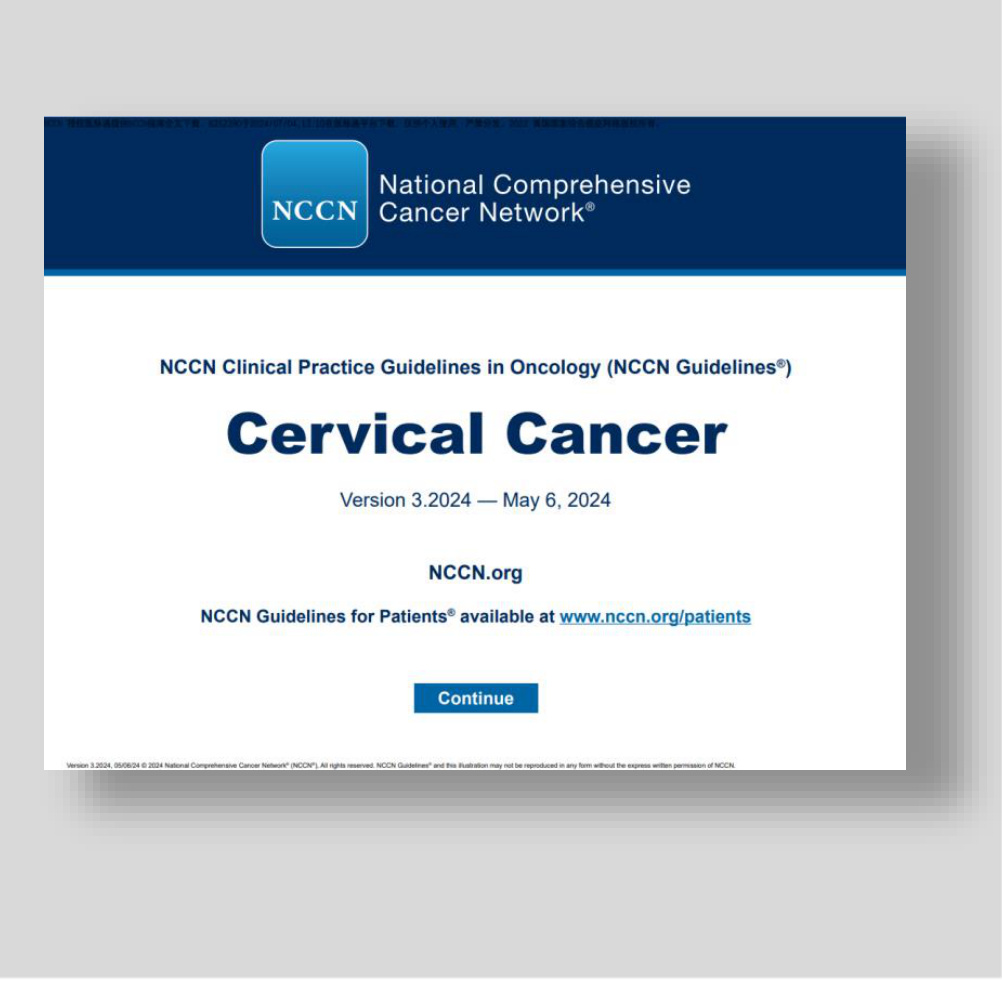 NCCN
National Comprehensive
Cancer Network®
NCCN Clinical Practice Guidelines in Oncology (NCCN Guidelines®)
Cervical Cancer
Version 3.2024 — May 6, 2024
NCCN.org
NCCN Guidelines for Patients® available at www.nccn.org/patients
Continue
Version 3.2024, 05/06/24 © 2024 National Comprehensive Cancer Network® (NCCN®), All rights reserved. NCCN Guidelines® and this illustration may not be reproduced in any form without the express written permission of NCCN.